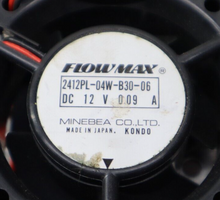 FLOWMAX
2412PL-04W-B30-06
DC 12 V 0.09 A
MINEBEA CO., LTD.
MADE IN JAPAN. KONDO